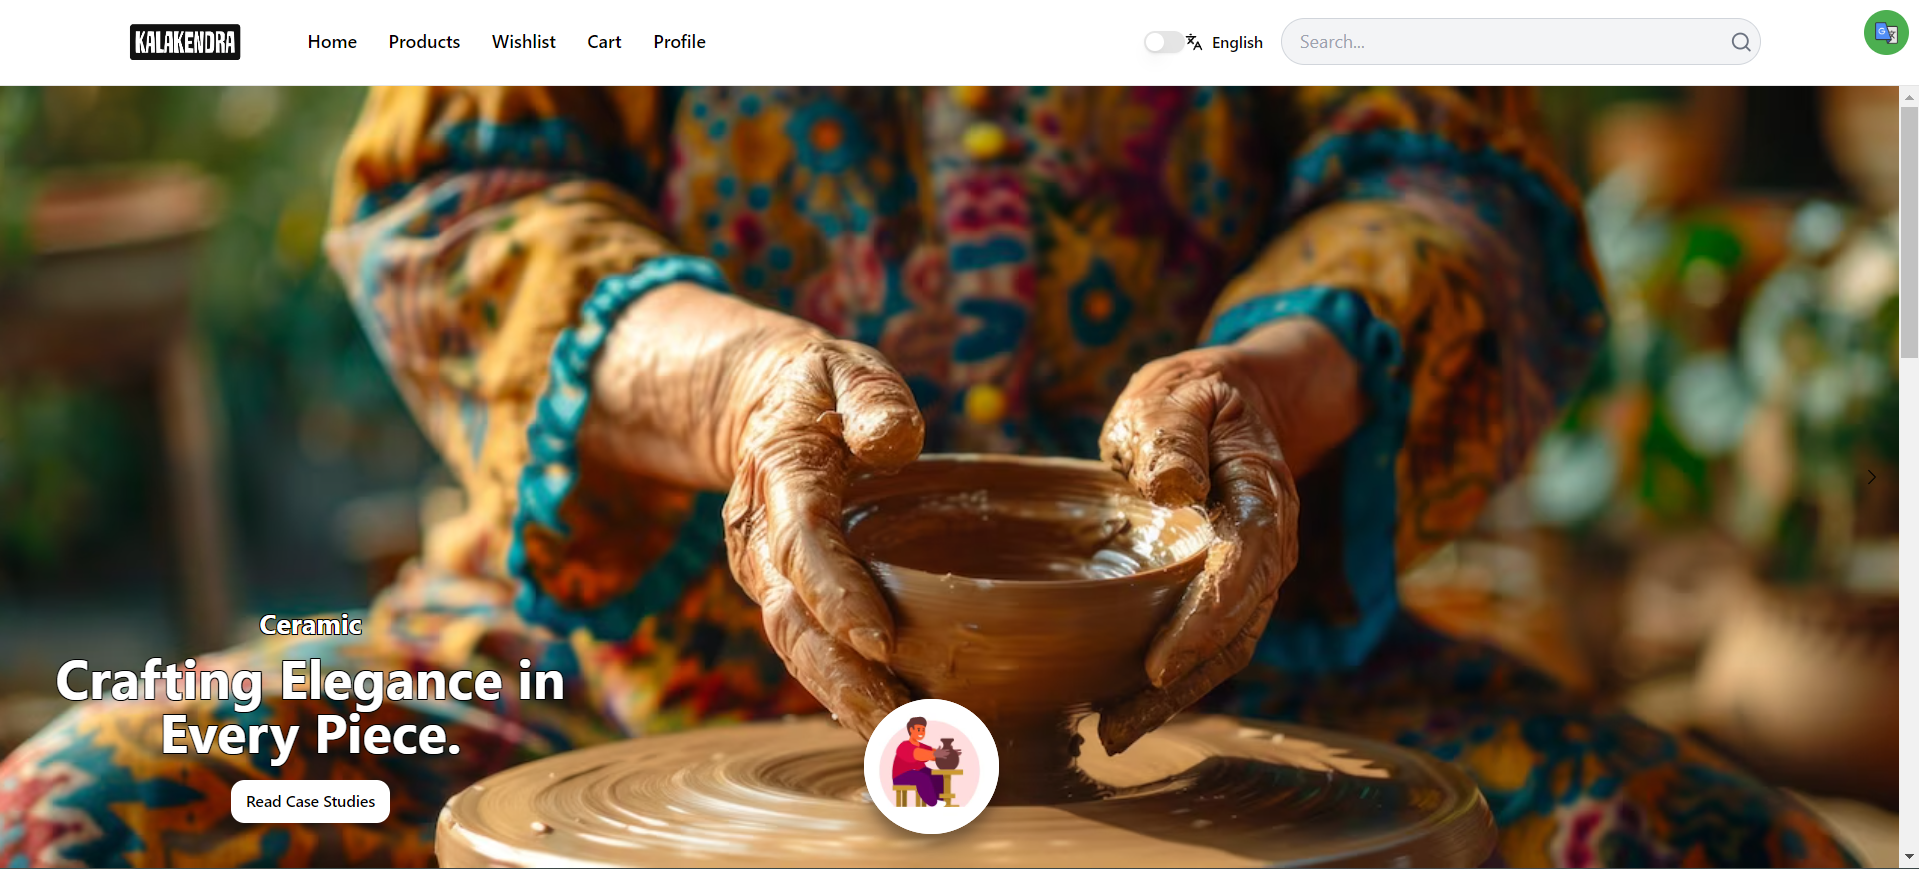 KALAKENDRA
Home
Products
Wishlist
Cart
Profile
English
Search...
Ceramic
Crafting Elegance in
Every Piece.
Read Case Studies